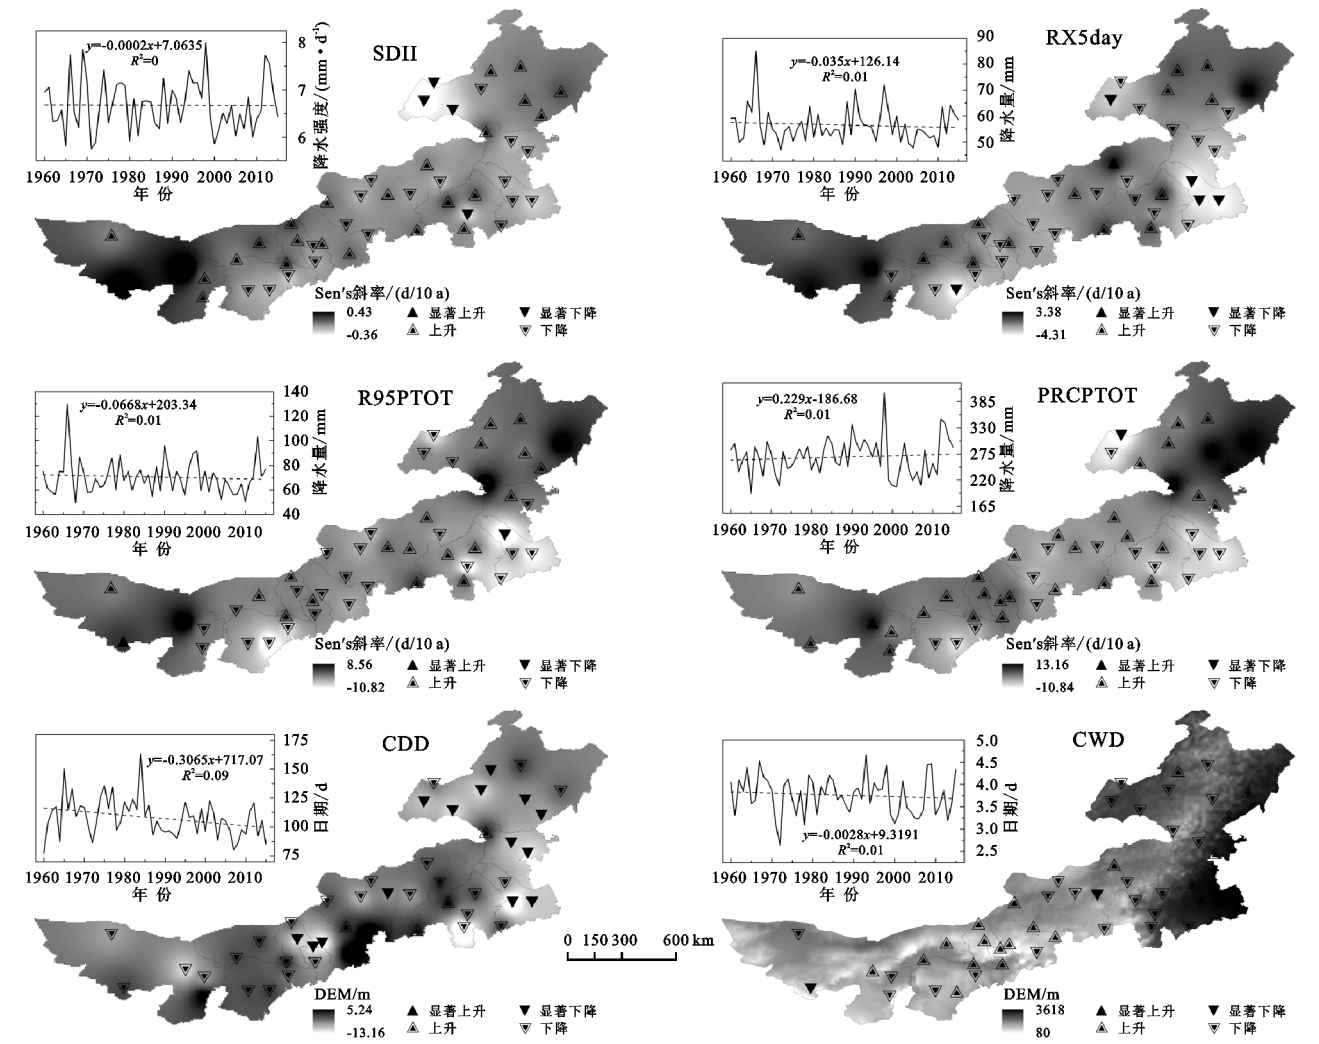 SDII
y=-0.0002x+7.0635
R²=0
8
7
6
降水强度/(mm·d⁻¹)
1960 1970 1980 1990 2000 2010
年 份
Sen's斜率/(d/10 a)
0.43
-0.36
显著上升
显著下降
上升
下降
RX5day
y=-0.035x+126.14
R²=0.01
90
80
70
60
50
降水量/mm
1960 1970 1980 1990 2000 2010
年 份
Sen's斜率/(d/10 a)
3.38
-4.31
显著上升
显著下降
上升
下降
R95PTOT
y=-0.0668x+203.34
R²=0.01
140
120
100
80
60
40
降水量/mm
1960 1970 1980 1990 2000 2010
年 份
Sen's斜率/(d/10 a)
8.56
-10.82
显著上升
显著下降
上升
下降
PRCPTOT
y=0.229x-186.68
R²=0.01
385
330
275
220
165
降水量/mm
1960 1970 1980 1990 2000 2010
年 份
Sen's斜率/(d/10 a)
13.16
-10.84
显著上升
显著下降
上升
下降
CDD
y=-0.3065x+717.07
R²=0.09
175
150
125
100
75
日期/d
1960 1970 1980 1990 2000 2010
年 份
DEM/m
5.24
-13.16
显著上升
显著下降
上升
下降
0 150 300 600 km
CWD
y=-0.0028x+9.3191
R²=0.01
5.0
4.5
4.0
3.5
3.0
2.5
日期/d
1960 1970 1980 1990 2000 2010
年 份
DEM/m
3618
80
显著上升
显著下降
上升
下降